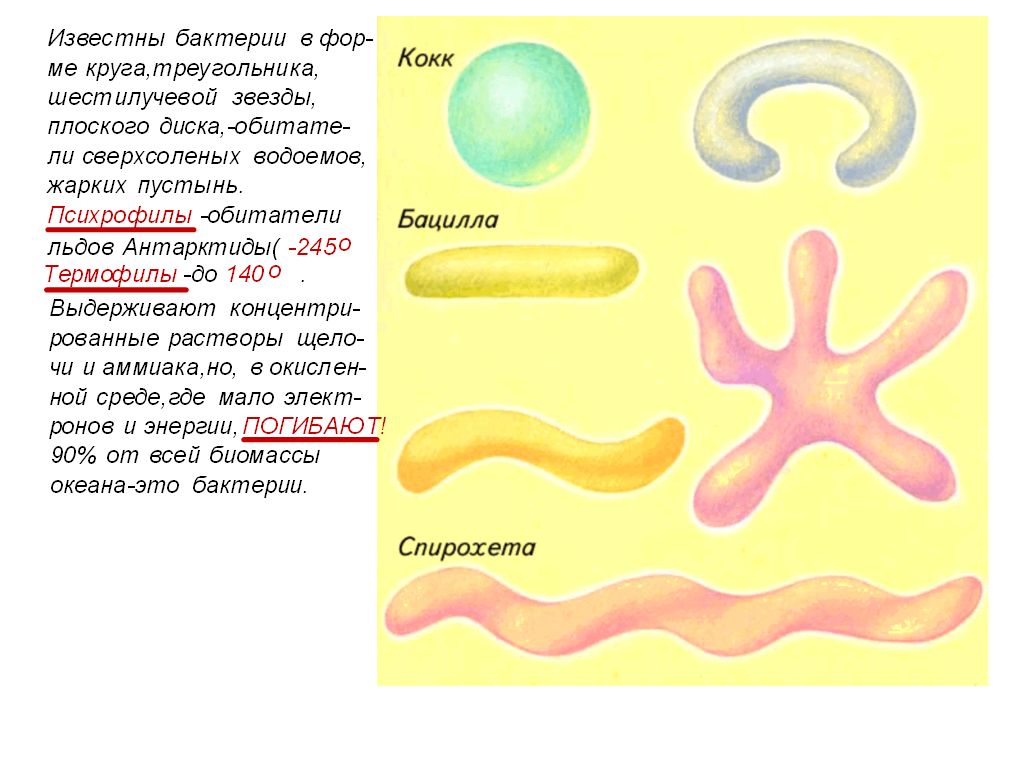 Известны бактерии в фор-
ме круга,треугольника,
шестилучевой звезды,
плоского диска,-обитате-
ли сверхсоленых водоемов,
жарких пустынь.
Психрофилы -обитатели
льдов Антарктиды( -245º
Термофилы -до 140º .
Выдерживают концентри-
рованные растворы щело-
чи и аммиака,но, в окислен-
ной среде,где мало элект-
ронов и энергии, ПОГИБАЮТ!
90% от всей биомассы
океана-это бактерии.
Кокк
Бацилла
Спирохета